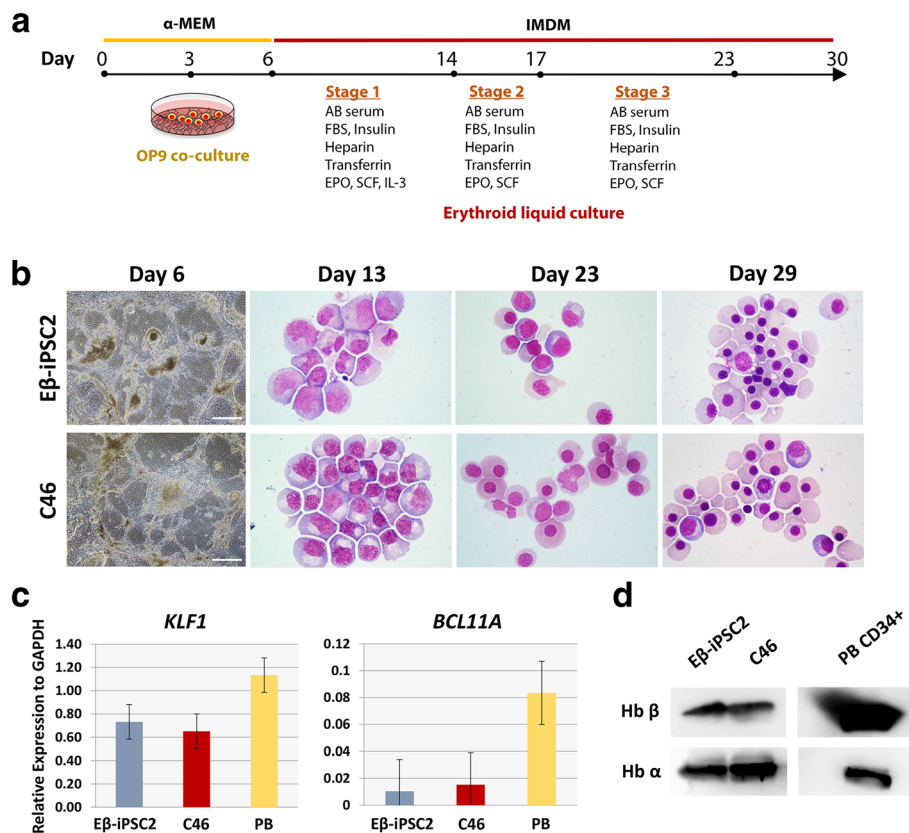 a
α-MEM
IMDM
Day
0
3
6
14
17
23
30
OP9 co-culture
Stage 1
AB serum
FBS, Insulin
Heparin
Transferrin
EPO, SCF, IL-3
Stage 2
AB serum
FBS, Insulin
Heparin
Transferrin
EPO, SCF
Stage 3
AB serum
FBS, Insulin
Heparin
Transferrin
EPO, SCF
Erythroid liquid culture
b
Day 6
Day 13
Day 23
Day 29
Eβ-iPSC2
C46
c
KLF1
Relative Expression to GAPDH
1.40
1.20
1.00
0.80
0.60
0.40
0.20
0.00
Eβ-iPSC2
C46
PB
BCL11A
0.12
0.1
0.08
0.06
0.04
0.02
0
Eβ-iPSC2
C46
PB
d
Eβ-iPSC2
C46
PB CD34+
Hb β
Hb α